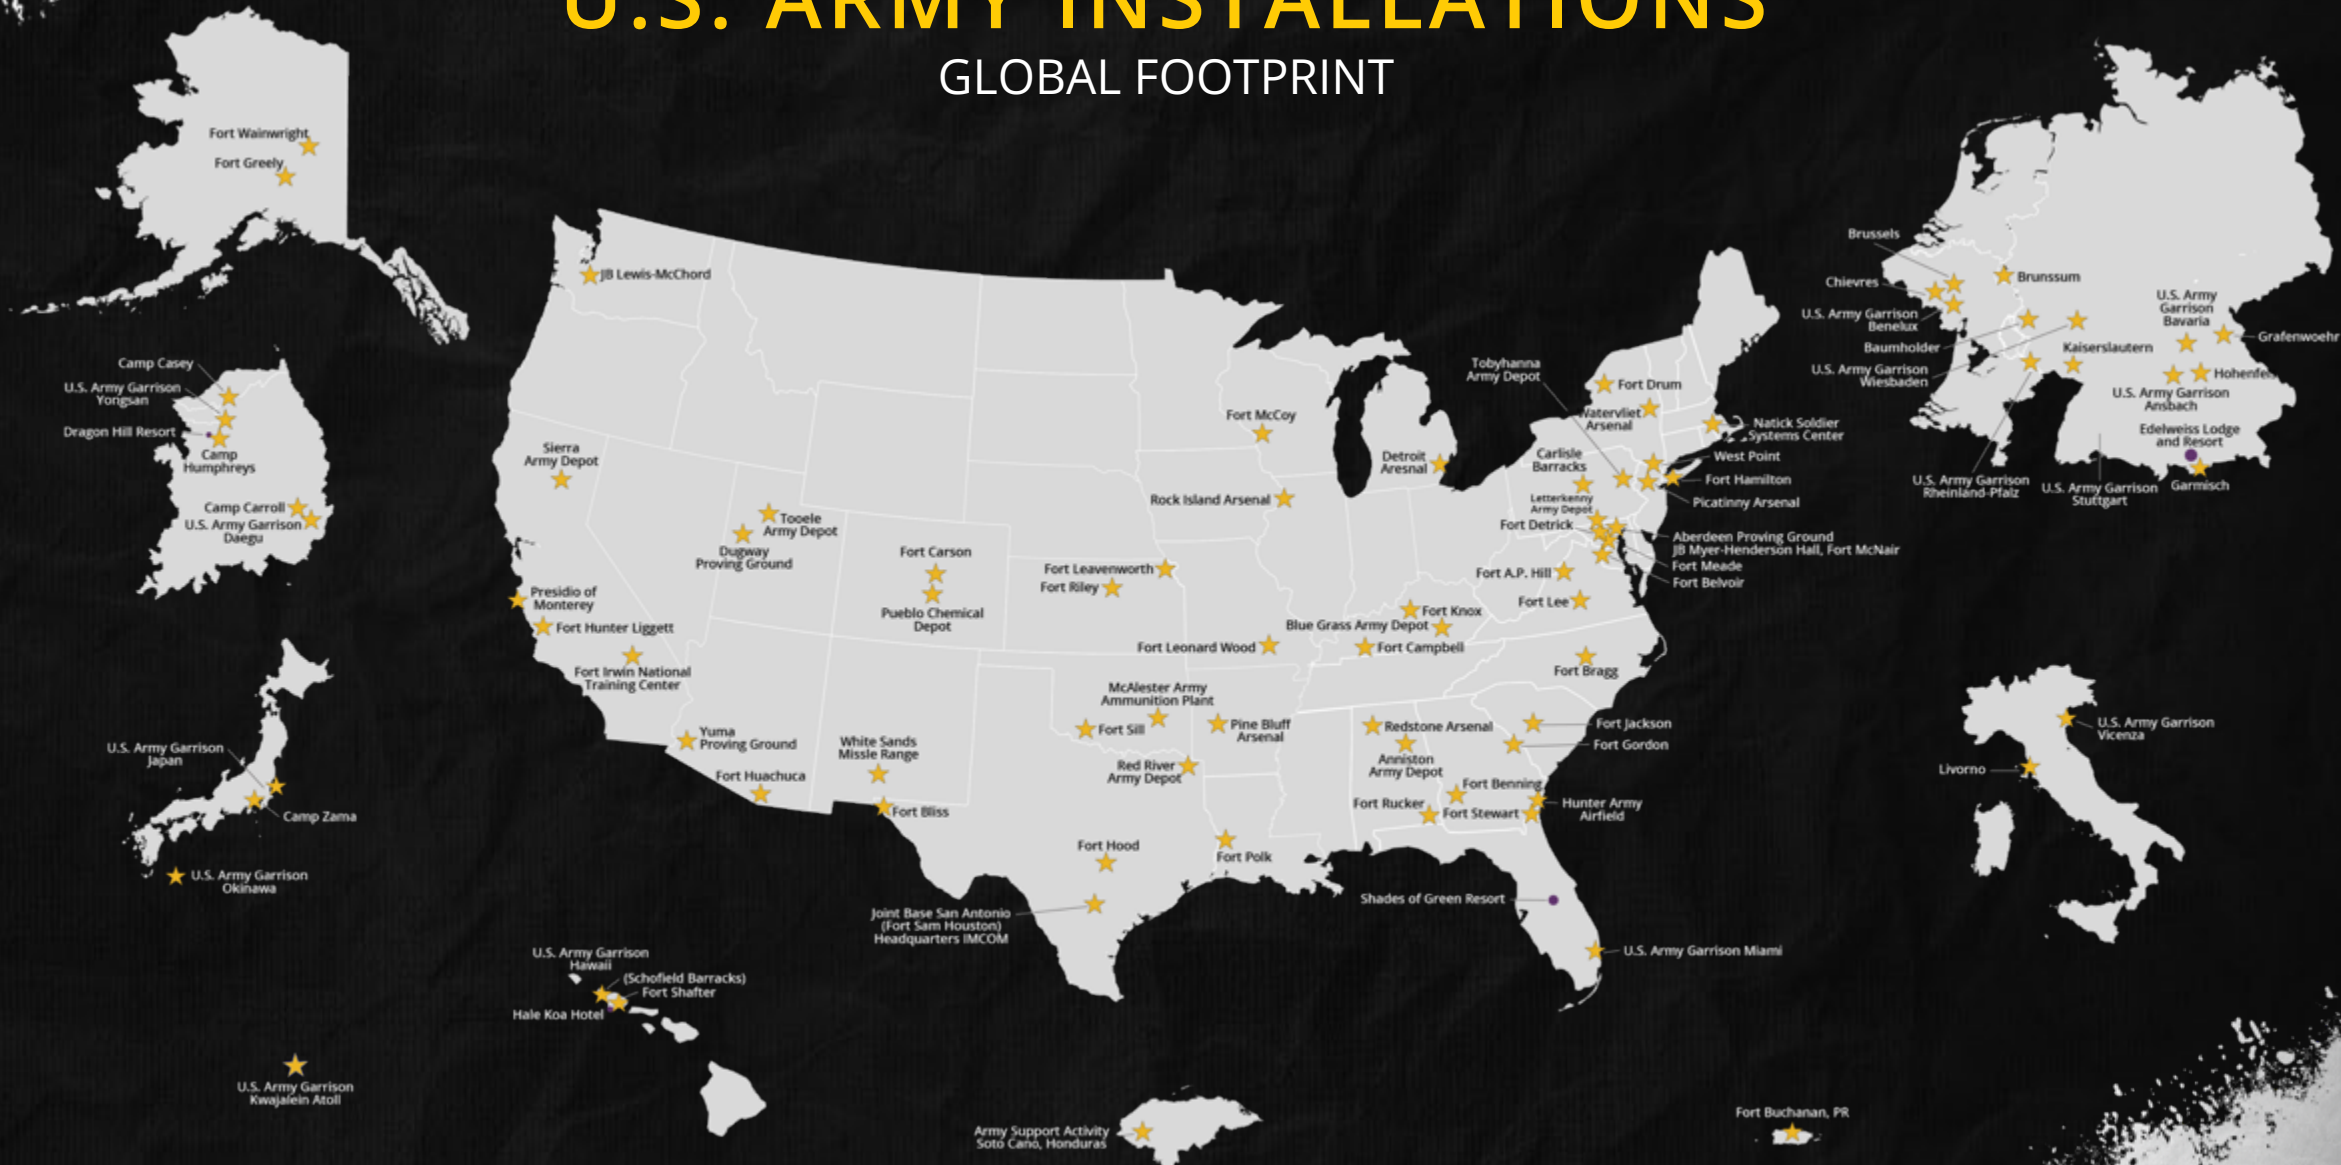 U.S. ARMY INSTALLATIONS
GLOBAL FOOTPRINT
Fort Wainwright
Fort Greely
Camp Casey
U.S. Army Garrison
Yongsan
Dragon Hill Resort
Camp
Humphreys
Camp Carroll
U.S. Army Garrison
Daegu
U.S. Army Garrison
Japan
Camp Zama
U.S. Army Garrison
Okinawa
U.S. Army Garrison
Kwajalein Atoll
U.S. Army Garrison
Hawaii
(Schofield Barracks)
Fort Shafter
Hale Koa Hotel
JB Lewis-McChord
Sierra
Army Depot
Presidio of
Monterey
Fort Hunter Liggett
Fort Irwin National
Training Center
Tooele
Army Depot
Dugway
Proving Ground
Yuma
Proving Ground
Fort Huachuca
Fort Carson
Pueblo Chemical
Depot
White Sands
Missle Range
Fort Bliss
Fort Leavenworth
Fort Riley
Fort Leonard Wood
McAlester Army
Ammunition Plant
Fort Sill
Pine Bluff
Arsenal
Red River
Army Depot
Fort Hood
Fort Polk
Joint Base San Antonio
(Fort Sam Houston)
Headquarters IMCOM
Fort McCoy
Rock Island Arsenal
Detroit
Aresnal
Fort Knox
Blue Grass Army Depot
Fort Campbell
Redstone Arsenal
Anniston
Army Depot
Fort Benning
Fort Rucker
Fort Stewart
Hunter Army
Airfield
Fort Jackson
Fort Gordon
Fort Bragg
Shades of Green Resort
U.S. Army Garrison Miami
Tobyhanna
Army Depot
Fort Drum
Watervliet
Arsenal
Natick Soldier
Systems Center
West Point
Fort Hamilton
Picatinny Arsenal
Carlisle
Barracks
Letterkenny
Army Depot
Fort Detrick
Aberdeen Proving Ground
JB Myer-Henderson Hall, Fort McNair
Fort Meade
Fort Belvoir
Fort A.P. Hill
Fort Lee
Brussels
Chievres
Brunssum
U.S. Army Garrison
Benelux
Baumholder
U.S. Army Garrison
Wiesbaden
Kaiserslautern
U.S. Army
Garrison
Bavaria
Grafenwoehr
Hohenfels
U.S. Army Garrison
Ansbach
Edelweiss Lodge
and Resort
Garmisch
U.S. Army Garrison
Rheinland-Pfalz
U.S. Army Garrison
Stuttgart
U.S. Army Garrison
Vicenza
Livorno
Army Support Activity
Soto Cano, Honduras
Fort Buchanan, PR